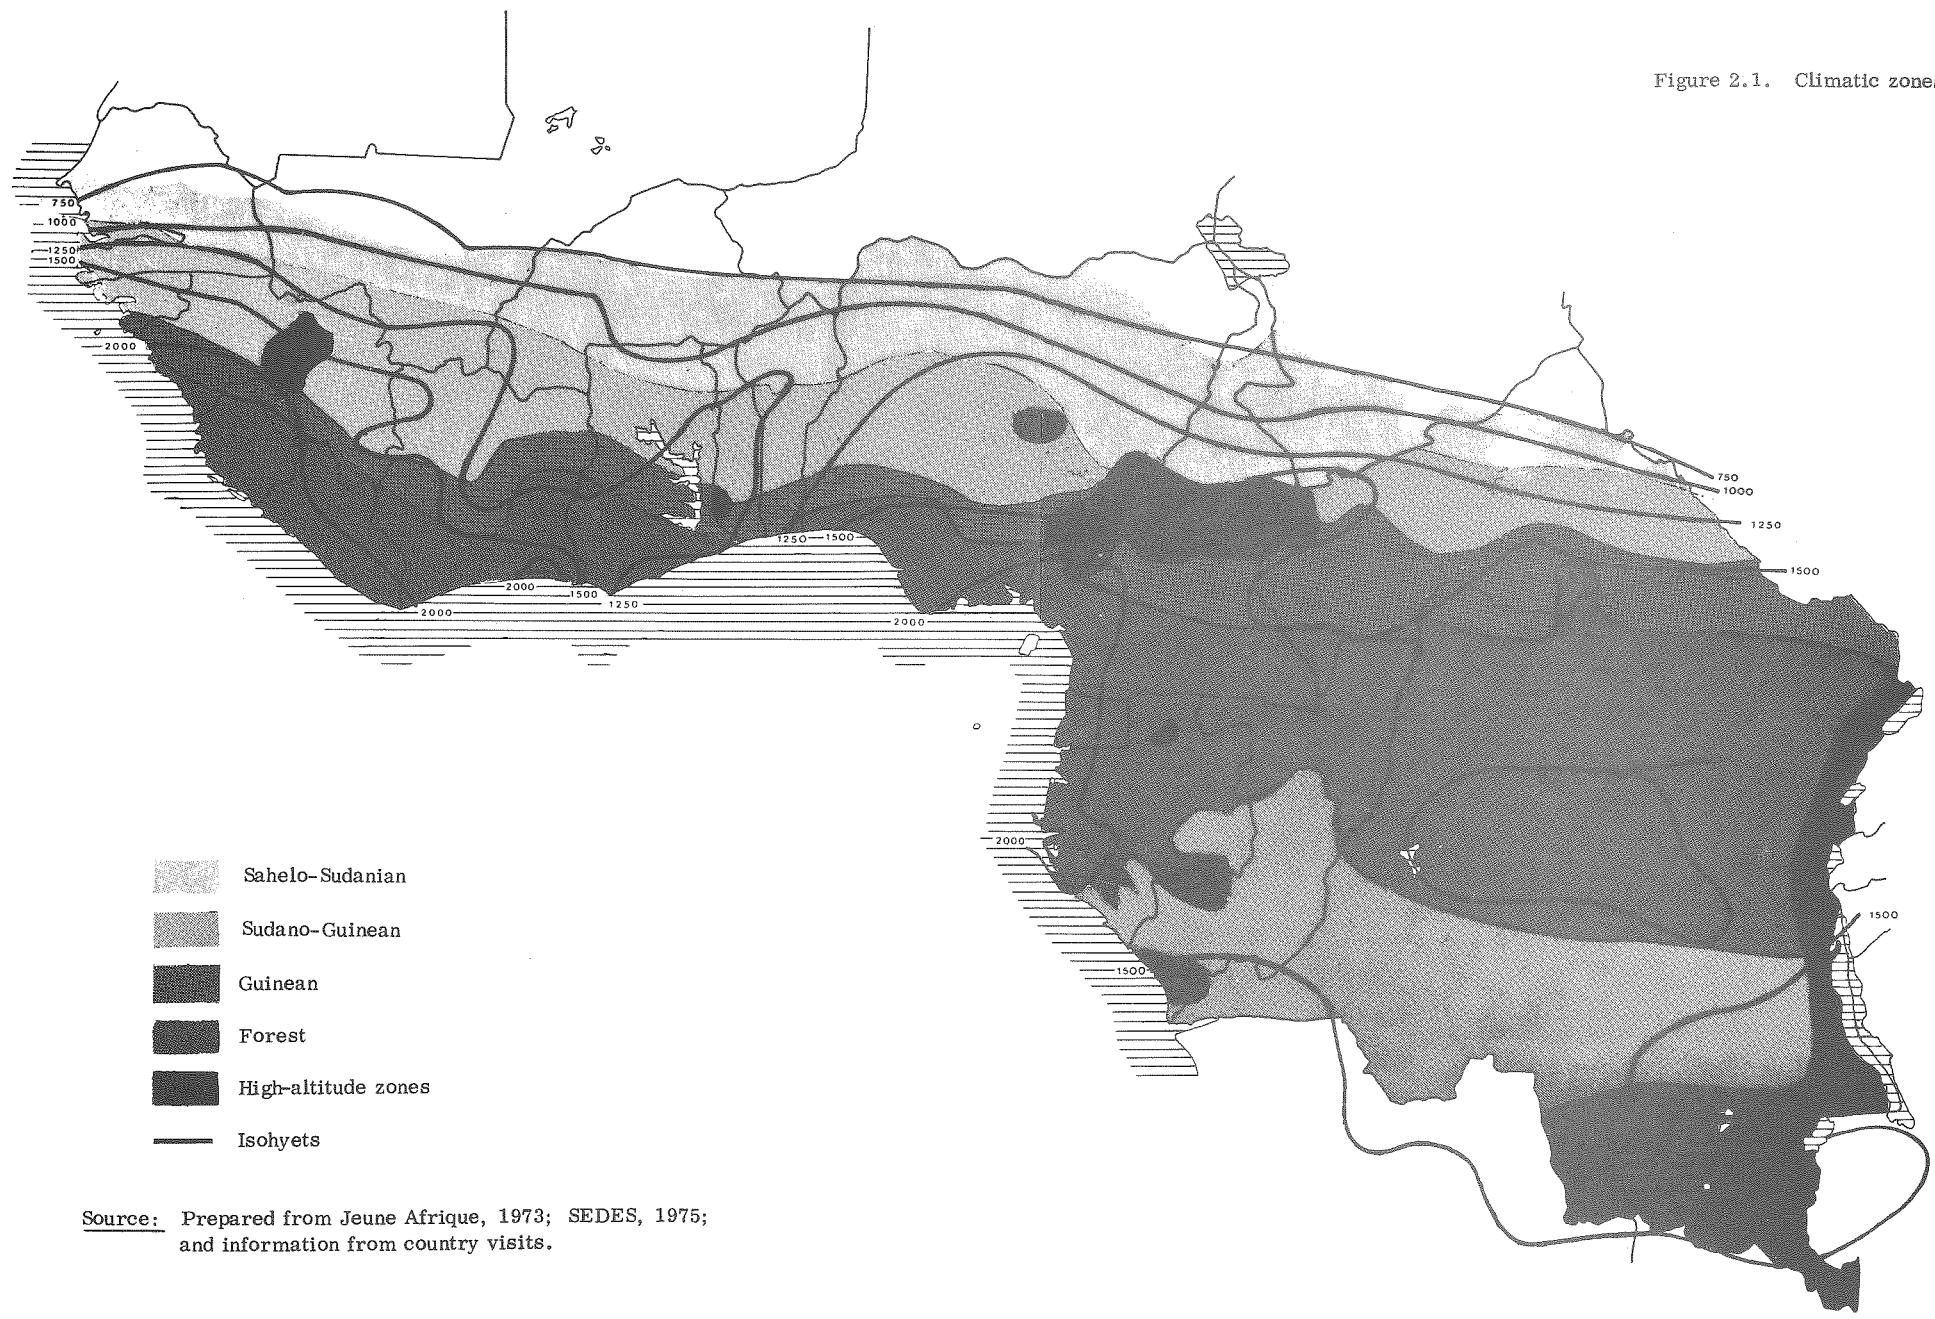 Figure 2.1. Climatic zone
750
1000
1250
1500
2000
1250
1500
2000
1500
1250
2000
2000
750
1000
1250
1500
2000
1500
1500
Sahelo-Sudanian
Sudano-Guinean
Guinean
Forest
High-altitude zones
Isohyets
Source: Prepared from Jeune Afrique, 1973; SEDES, 1975;
and information from country visits.